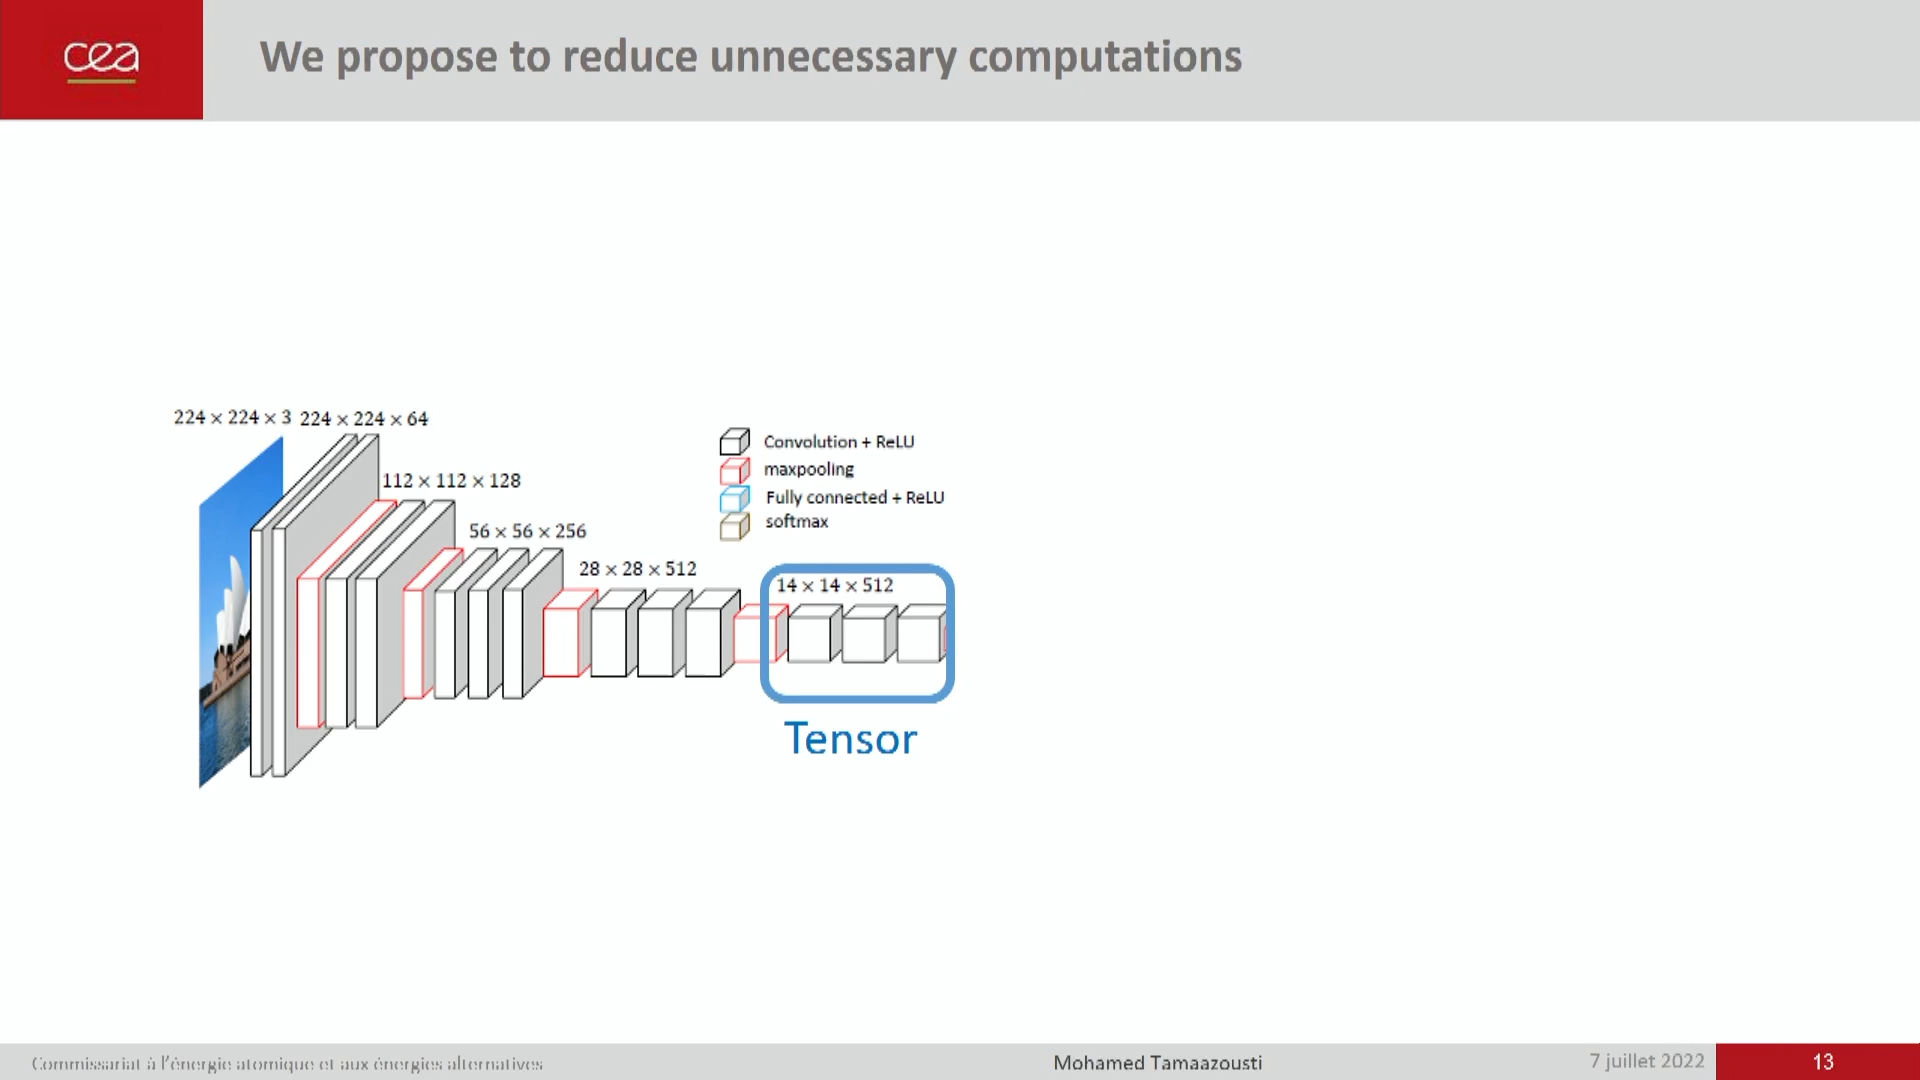 cea
We propose to reduce unnecessary computations
224 × 224 × 3 224 × 224 × 64
112 × 112 × 128
56 × 56 × 256
28 × 28 × 512
14 × 14 × 512
Convolution + ReLU
maxpooling
Fully connected + ReLU
softmax
Tensor
Commissariat à l'énergie atomique et aux énergies alternatives
Mohamed Tamaazousti
7 juillet 2022
13